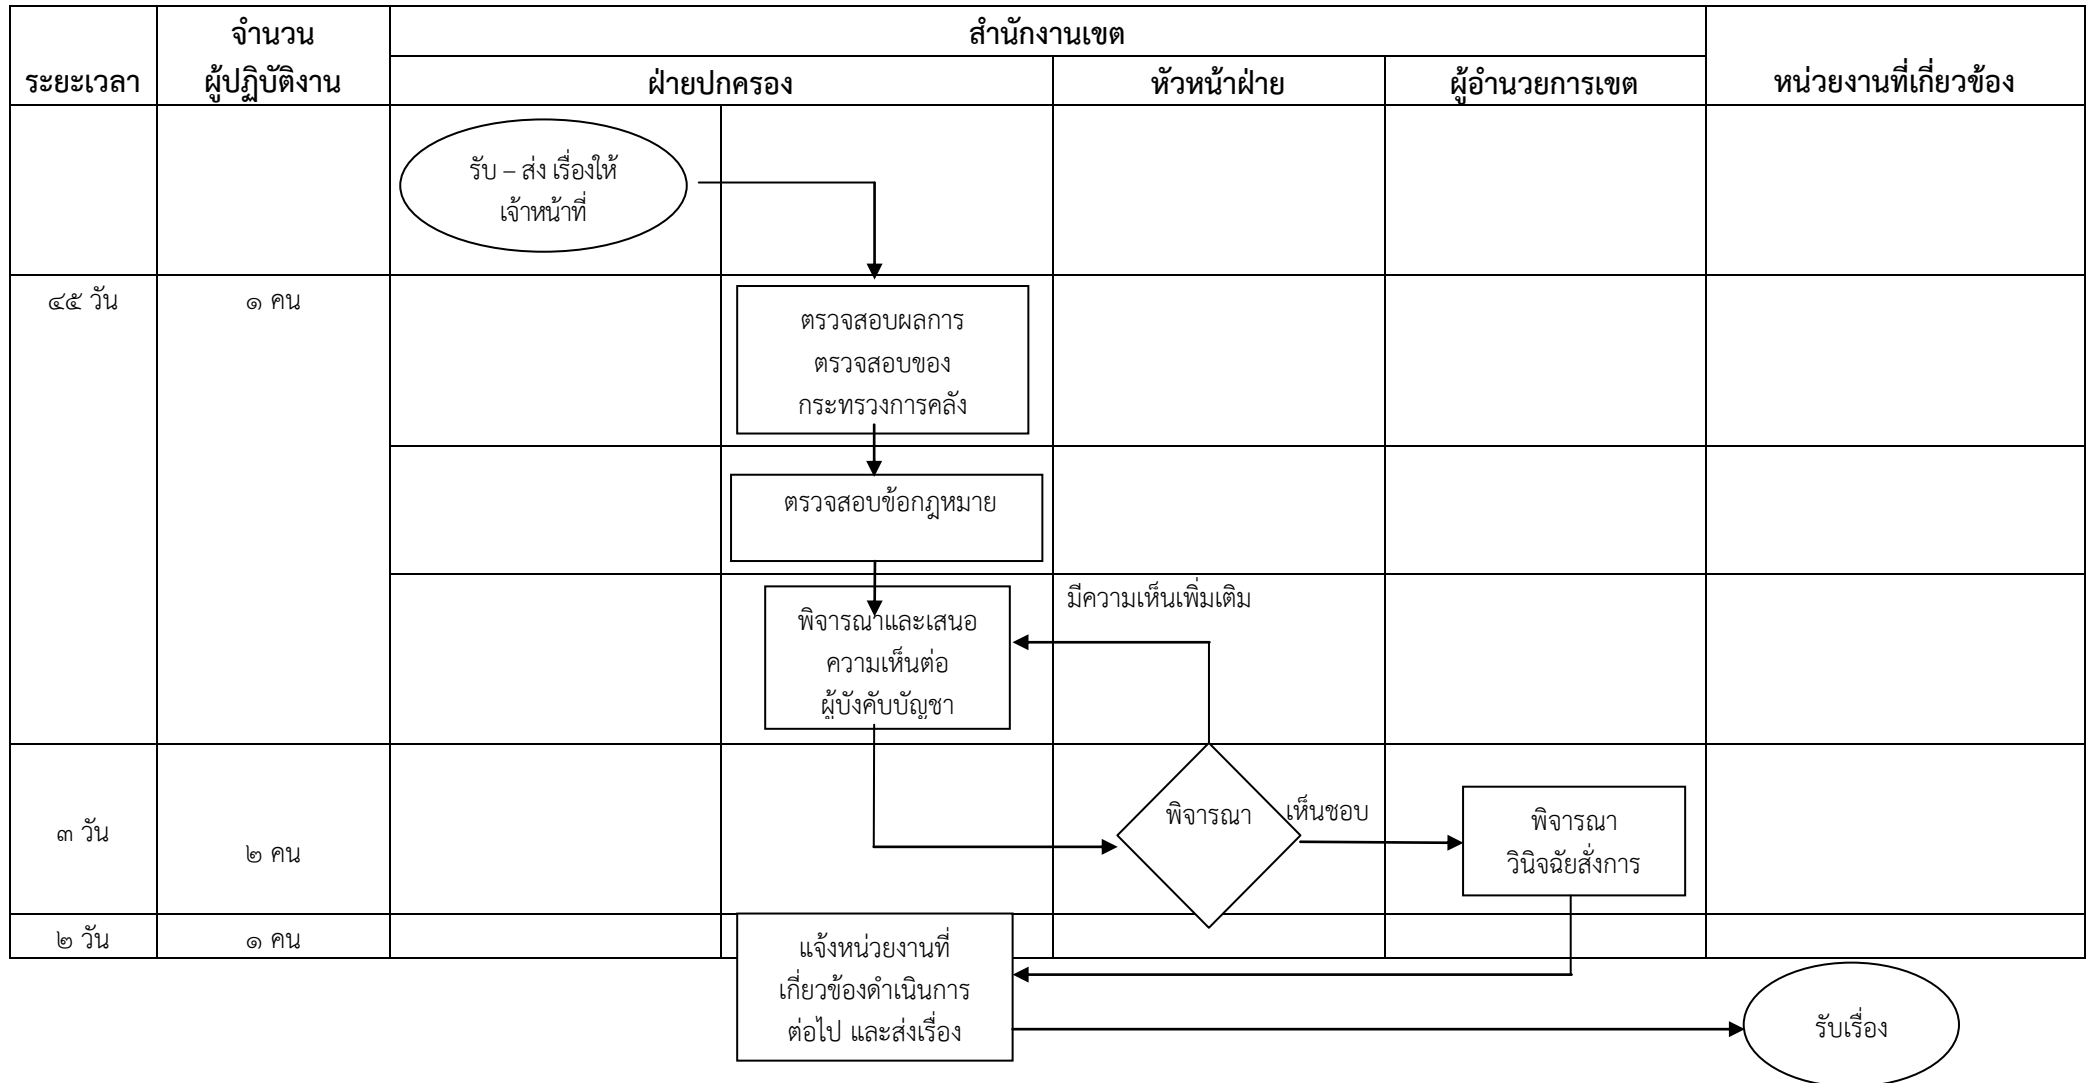 ระยะเวลา
จำนวน
ผู้ปฏิบัติงาน
สำนักงานเขต
หน่วยงานที่เกี่ยวข้อง
ฝ่ายปกครอง
หัวหน้าฝ่าย
ผู้อำนวยการเขต
รับ – ส่ง เรื่องให้
เจ้าหน้าที่
๔๕ วัน
๑ คน
ตรวจสอบผลการ
ตรวจสอบของ
กระทรวงการคลัง
ตรวจสอบข้อกฎหมาย
พิจารณาและเสนอ
ความเห็นต่อ
ผู้บังคับบัญชา
มีความเห็นเพิ่มเติม
๓ วัน
๒ คน
พิจารณา
เห็นชอบ
พิจารณา
วินิจฉัยสั่งการ
๒ วัน
๑ คน
แจ้งหน่วยงานที่
เกี่ยวข้องดำเนินการ
ต่อไป และส่งเรื่อง
รับเรื่อง